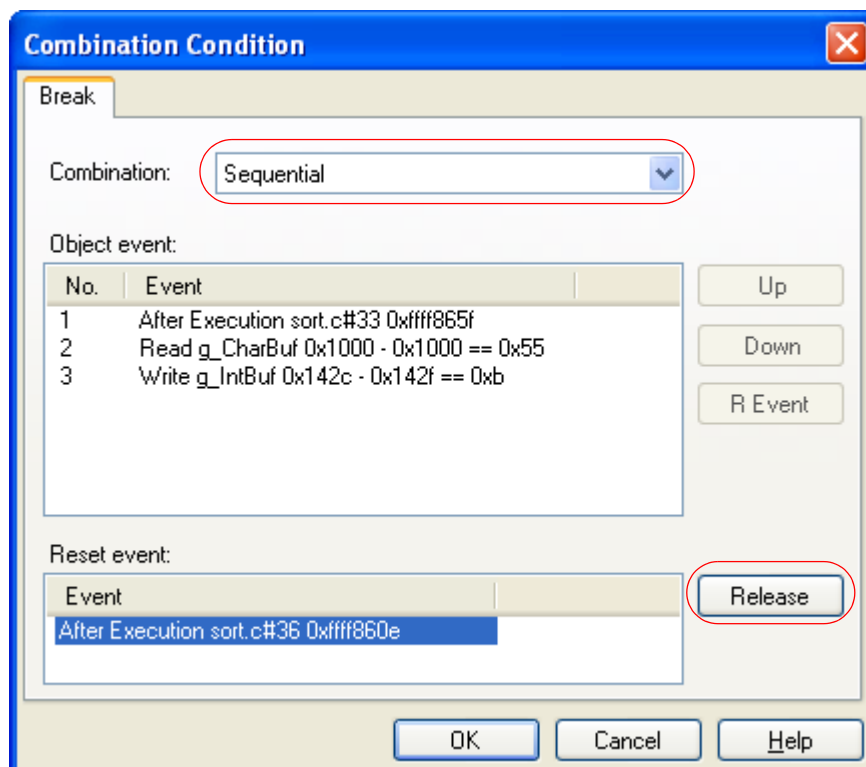 Combination Condition
Break
Combination: Sequential
Object event:
No. Event
1 After Execution sort.c#33 0xffff865f
2 Read g_CharBuf 0x1000 - 0x1000 == 0x55
3 Write g_IntBuf 0x142c - 0x142f == 0xb
Up
Down
R Event
Reset event:
Event
After Execution sort.c#36 0xffff860e
Release
OK Cancel Help